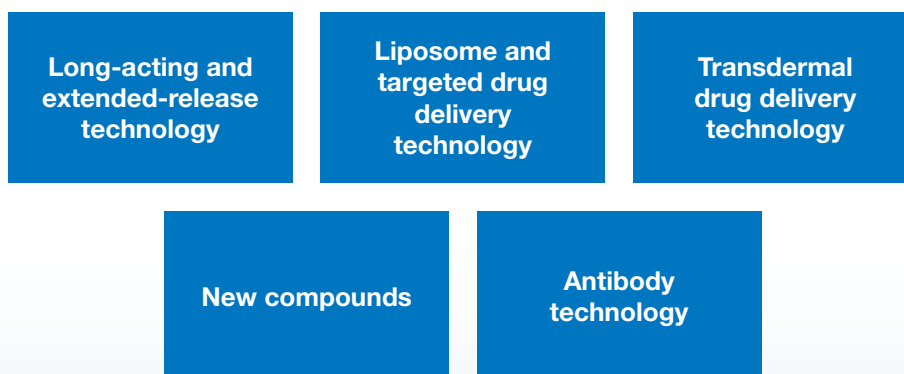 Long-acting and
extended-release
technology
Liposome and
targeted drug
delivery
technology
Transdermal
drug delivery
technology
New compounds
Antibody
technology